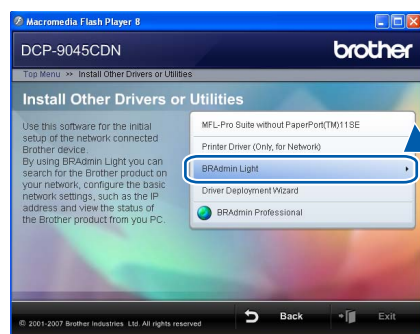 Macromedia Flash Player 8
DCP-9045CDN
brother
Top Menu >> Install Other Drivers or Utilities
Install Other Drivers or Utilities
Use this software for the initial
setup of the network connected
Brother device.
By using BRAdmin Light you can
search for the Brother product on
your network, configure the basic
network settings, such as the IP
address and view the status of
the Brother product from you PC.
MFL-Pro Suite without PaperPort(TM)11SE
Printer Driver (Only, for Network)
BRAdmin Light
Driver Deployment Wizard
BRAdmin Professional
© 2001-2007 Brother Industries Ltd. All rights reserved
Back
Exit